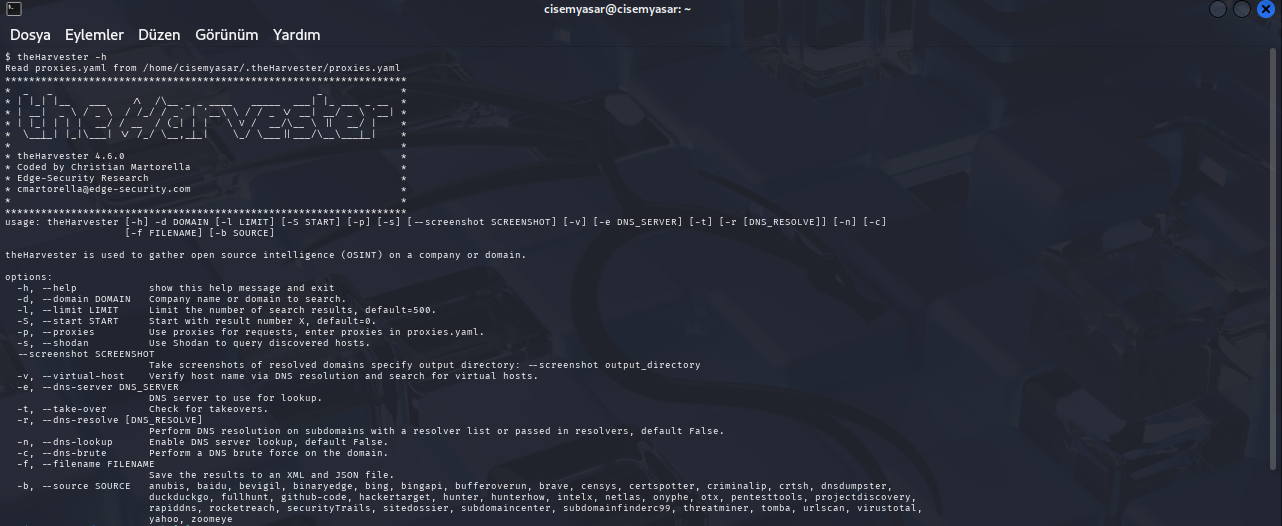 cisemyasar@cisemyasar: ~
Dosya Eylemler Düzen Görünüm Yardım
$ theHarvester -h
Read proxies.yaml from /home/cisemyasar/.theHarvester/proxies.yaml
*******************************************************************
theHarvester
* theHarvester 4.6.0 *
* Coded by Christian Martorella *
* Edge-Security Research *
* cmartorella@edge-security.com *
* *
*******************************************************************
usage: theHarvester [-h] -d DOMAIN [-l LIMIT] [-S START] [-p] [-s] [--screenshot SCREENSHOT] [-v] [-e DNS_SERVER] [-t] [-r [DNS_RESOLVE]] [-n] [-c]
[-f FILENAME] [-b SOURCE]
theHarvester is used to gather open source intelligence (OSINT) on a company or domain.
options:
-h, --help show this help message and exit
-d, --domain DOMAIN Company name or domain to search.
-l, --limit LIMIT Limit the number of search results, default=500.
-S, --start START Start with result number X, default=0.
-p, --proxies Use proxies for requests, enter proxies in proxies.yaml.
-s, --shodan Use Shodan to query discovered hosts.
--screenshot SCREENSHOT
Take screenshots of resolved domains specify output directory: --screenshot output_directory
-v, --virtual-host Verify host name via DNS resolution and search for virtual hosts.
-e, --dns-server DNS_SERVER
DNS server to use for lookup.
-t, --take-over Check for takeovers.
-r, --dns-resolve [DNS_RESOLVE]
Perform DNS resolution on subdomains with a resolver list or passed in resolvers, default False.
-n, --dns-lookup Enable DNS server lookup, default False.
-c, --dns-brute Perform a DNS brute force on the domain.
-f, --filename FILENAME
Save the results to an XML and JSON file.
-b, --source SOURCE anubis, baidu, bevigil, binaryedge, bing, bingapi, bufferoverun, brave, censys, certspotter, criminalip, crtsh, dnsdumpster,
duckduckgo, fullhunt, github-code, hackertarget, hunter, hunterhow, intelx, netlas, onyphe, otx, pentesttools, projectdiscovery,
rapiddns, rocketreach, securityTrails, sitedossier, subdomaincenter, subdomainfinderc99, threatminer, tomba, urlscan, virustotal,
yahoo, zoomeye